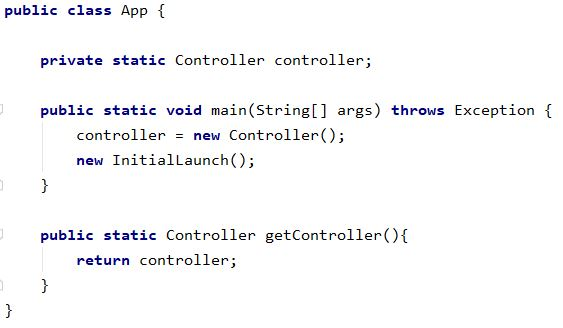 public class App {
private static Controller controller;
public static void main(String[] args) throws Exception {
controller = new Controller();
new InitialLaunch();
}
public static Controller getController(){
return controller;
}
}